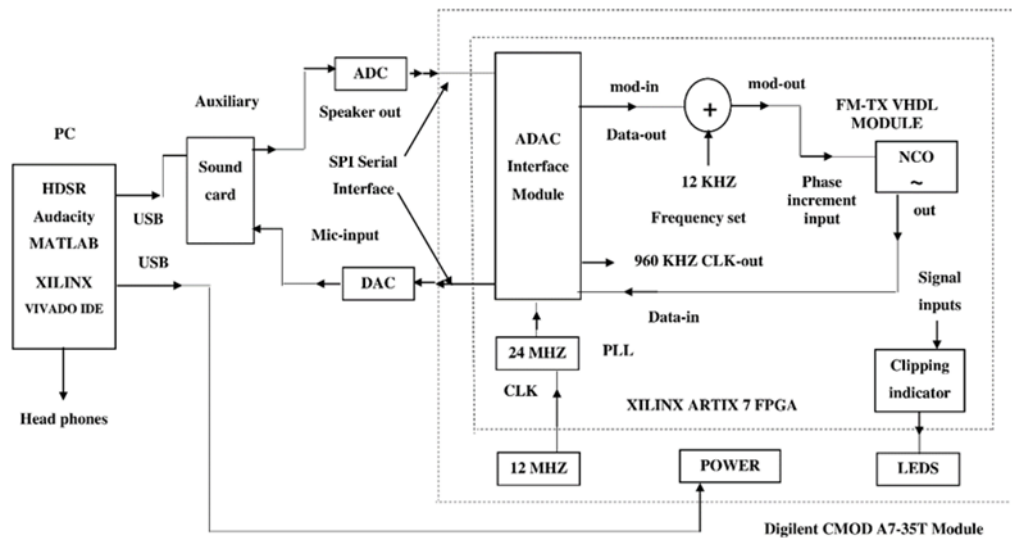 PC
HDSR
Audacity
MATLAB
XILINX
VIVADO IDE
Head phones
USB
USB
Auxiliary
Sound
card
ADC
Speaker out
SPI Serial
Interface
Mic-input
DAC
ADAC
Interface
Module
mod-in
Data-out
+
12 KHZ
Frequency set
mod-out
Phase
increment
input
FM-TX VHDL
MODULE
NCO
~
out
960 KHZ CLK-out
Data-in
Signal
inputs
24 MHZ
PLL
CLK
Clipping
indicator
XILINX ARTIX 7 FPGA
12 MHZ
POWER
LEDS
Digilent CMOD A7-35T Module